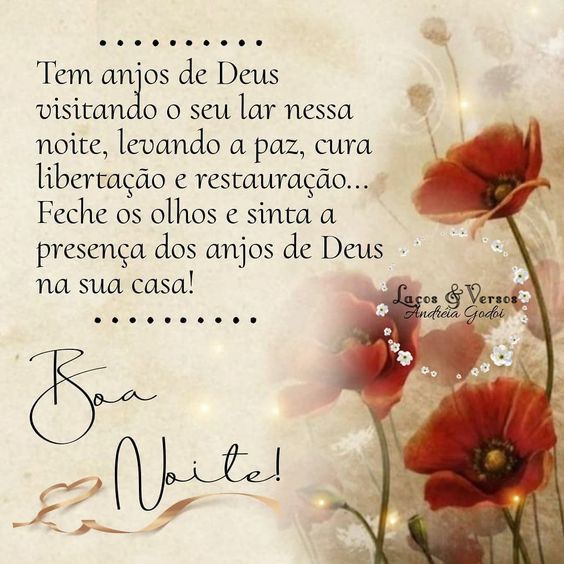 Tem anjos de Deus
visitando o seu lar nessa
noite, levando a paz, cura
libertação e restauração...
Feche os olhos e sinta a
presença dos anjos de Deus
na sua casa!
Laços & Versos
Andreia Godoi
Boa
Noite!